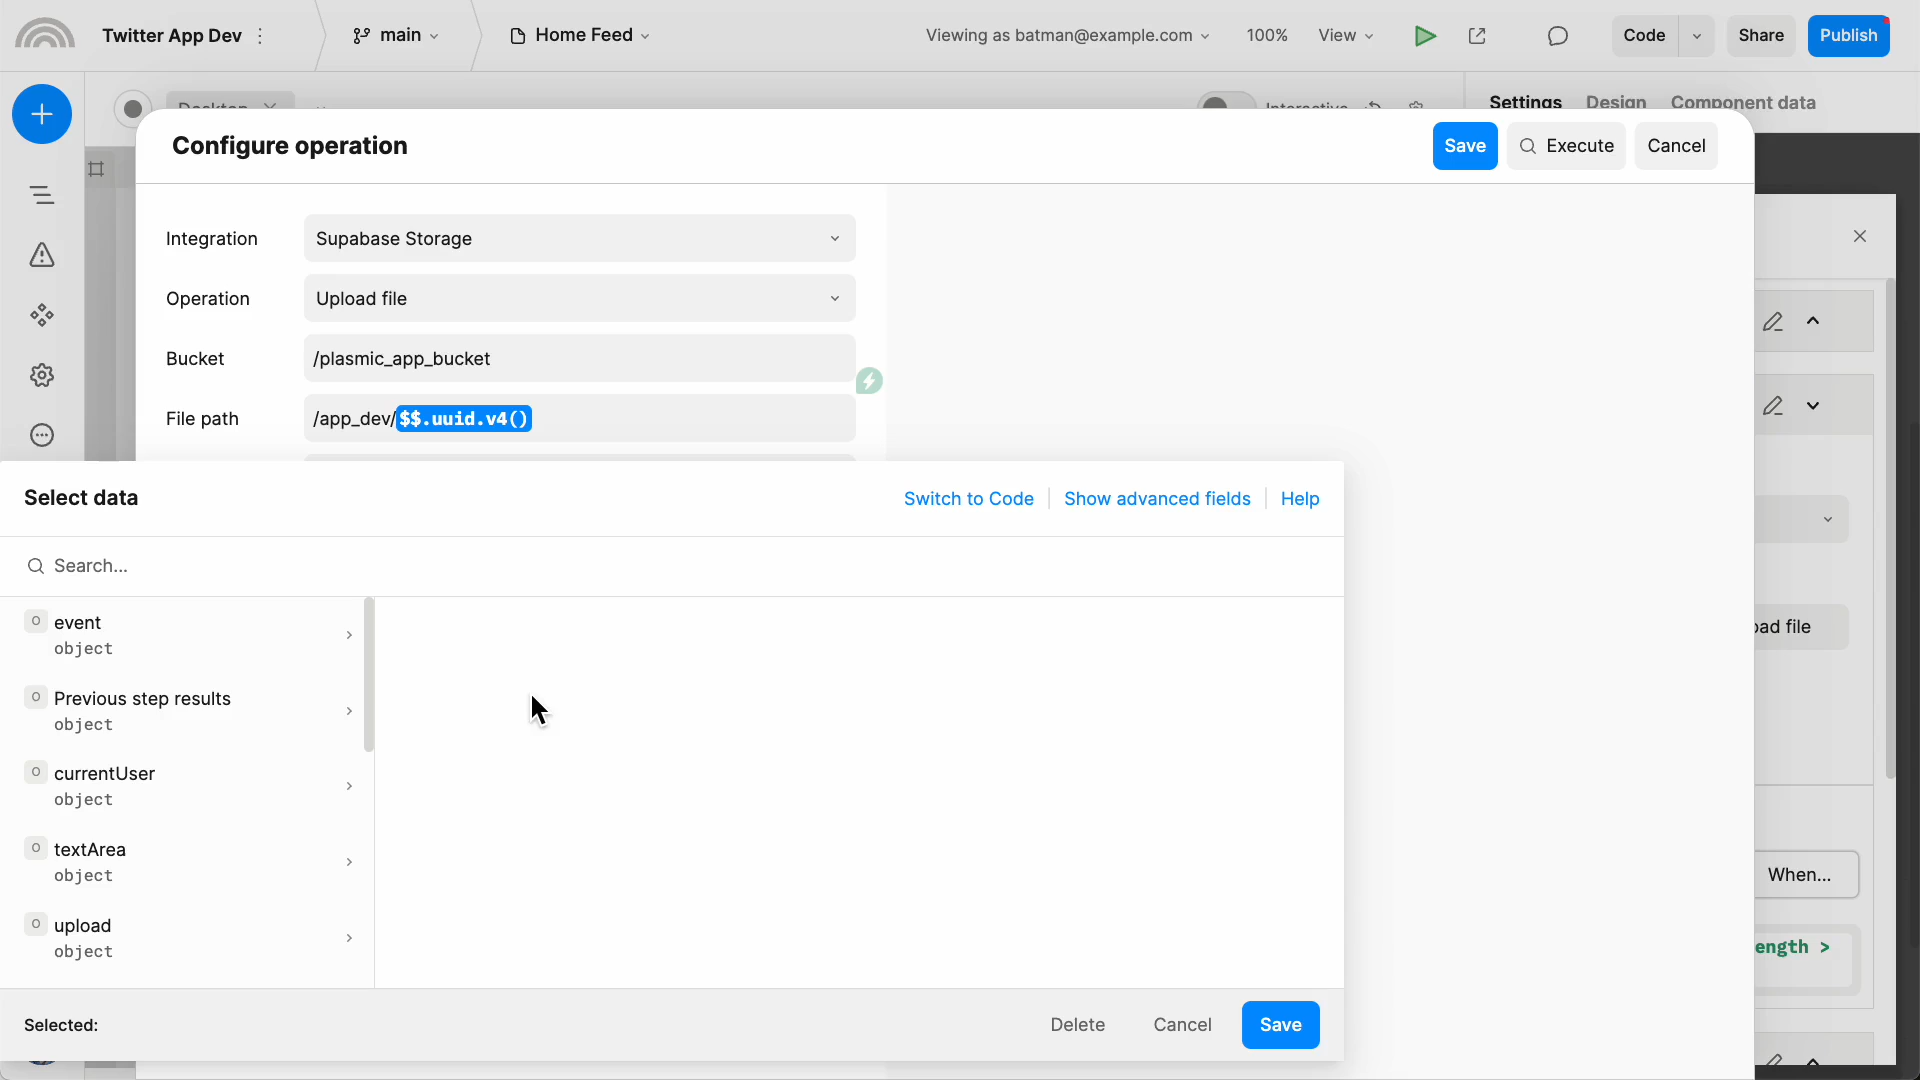 Twitter App Dev
main
Home Feed
Viewing as batman@example.com
100%
View
Code
Share
Publish
Desktop
Interactive
Settings
Design
Component data
Configure operation
Save
Execute
Cancel
Integration
Supabase Storage
Operation
Upload file
Bucket
/plasmic_app_bucket
File path
/app_dev/$$.uuid.v4()
Select data
Switch to Code
Show advanced fields
Help
Search...
O event
object
O Previous step results
object
O currentUser
object
O textArea
object
O upload
object
oad file
When...
ength >
Selected:
Delete
Cancel
Save